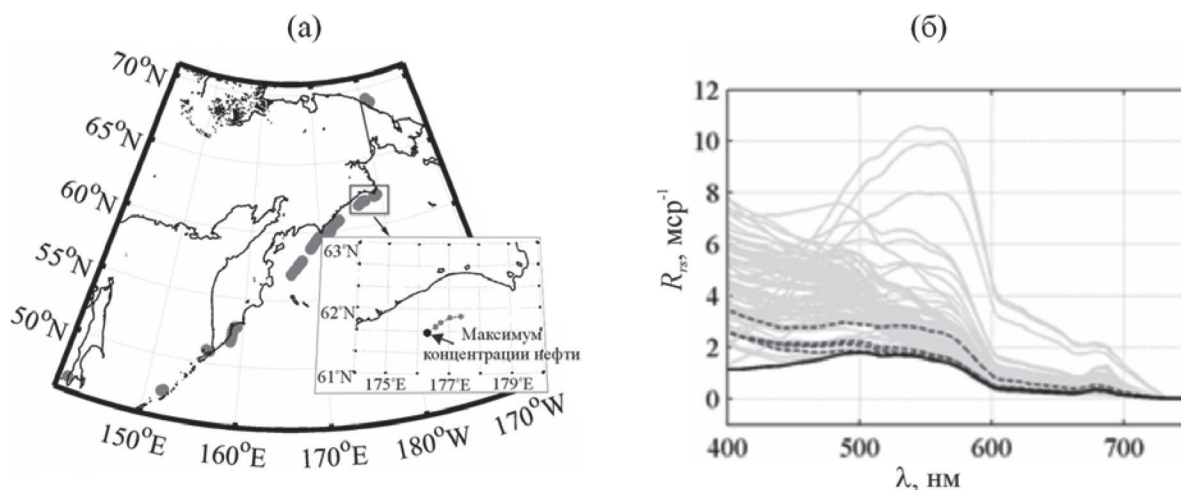 (а)
(б)
70°N
65°N
60°N
55°N
50°N
150°E
160°E
170°E
180°W
170°W
63°N
62°N
61°N
175°E
177°E
179°E
Максимум
концентрации нефти
R_rs, мср⁻¹
12
10
8
6
4
2
0
400
500
600
700
λ, нм